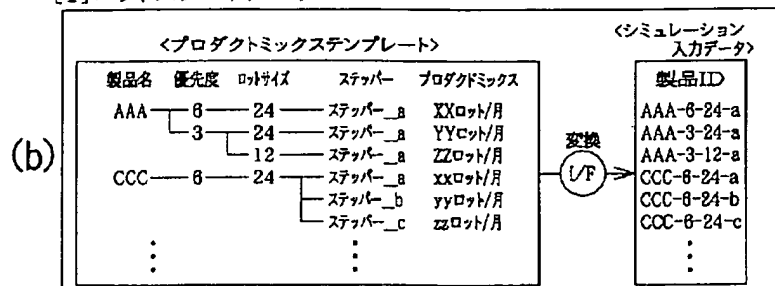 <プロダクトミックステンプレート>
<シミュレーション
入力データ>
製品名 優先度 ロットサイズ ステッパー プロダクトミックス
AAA 6 24 ステッパー_a XXロット/月
3 24 ステッパー_a YYロット/月
12 ステッパー_a ZZロット/月
CCC 6 24 ステッパー_a xxロット/月
ステッパー_b yyロット/月
ステッパー_c zzロット/月
(b)
変換
I/F
製品ID
AAA-6-24-a
AAA-3-24-a
AAA-3-12-a
CCC-6-24-a
CCC-6-24-b
CCC-6-24-c